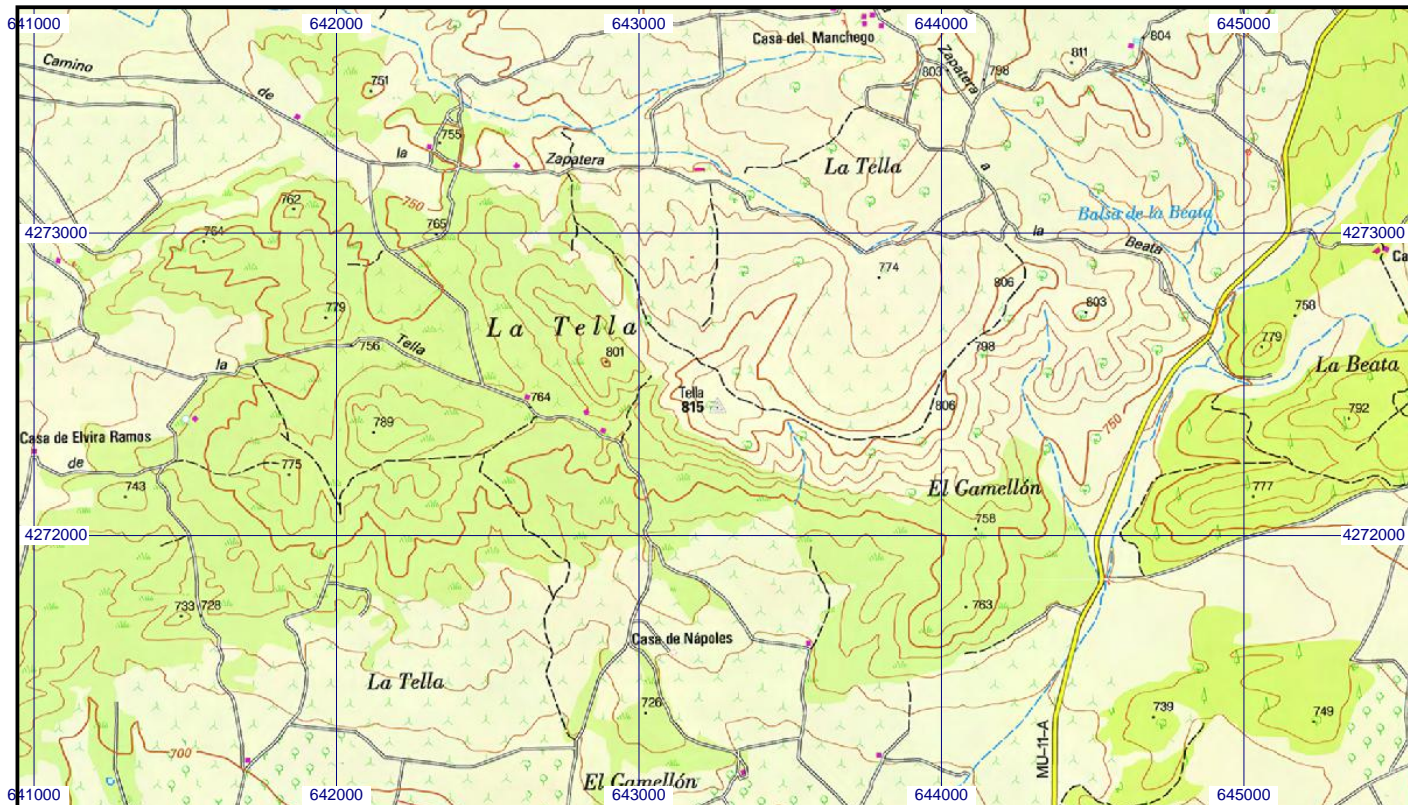 641000 642000 643000 644000 645000
Casa del Manchego
804
811
Camino
803
Zapatera
798
751
de
755
la
Zapatera
La Tella
a
762
750
765
Balsa de la Beata
764
4273000
la
Beata
4273000
Ca
774
806
803
758
779
La Tella
756
Tella
798
779
801
la
La Beata
Tella
815
764
806
792
789
750
Casa de Elvira Ramos
de
775
743
El Gamellón
777
758
4272000
4272000
733
728
763
Casa de Nápoles
La Tella
726
739
749
700
MU-11-A
El Gamellón
641000 642000 643000 644000 645000